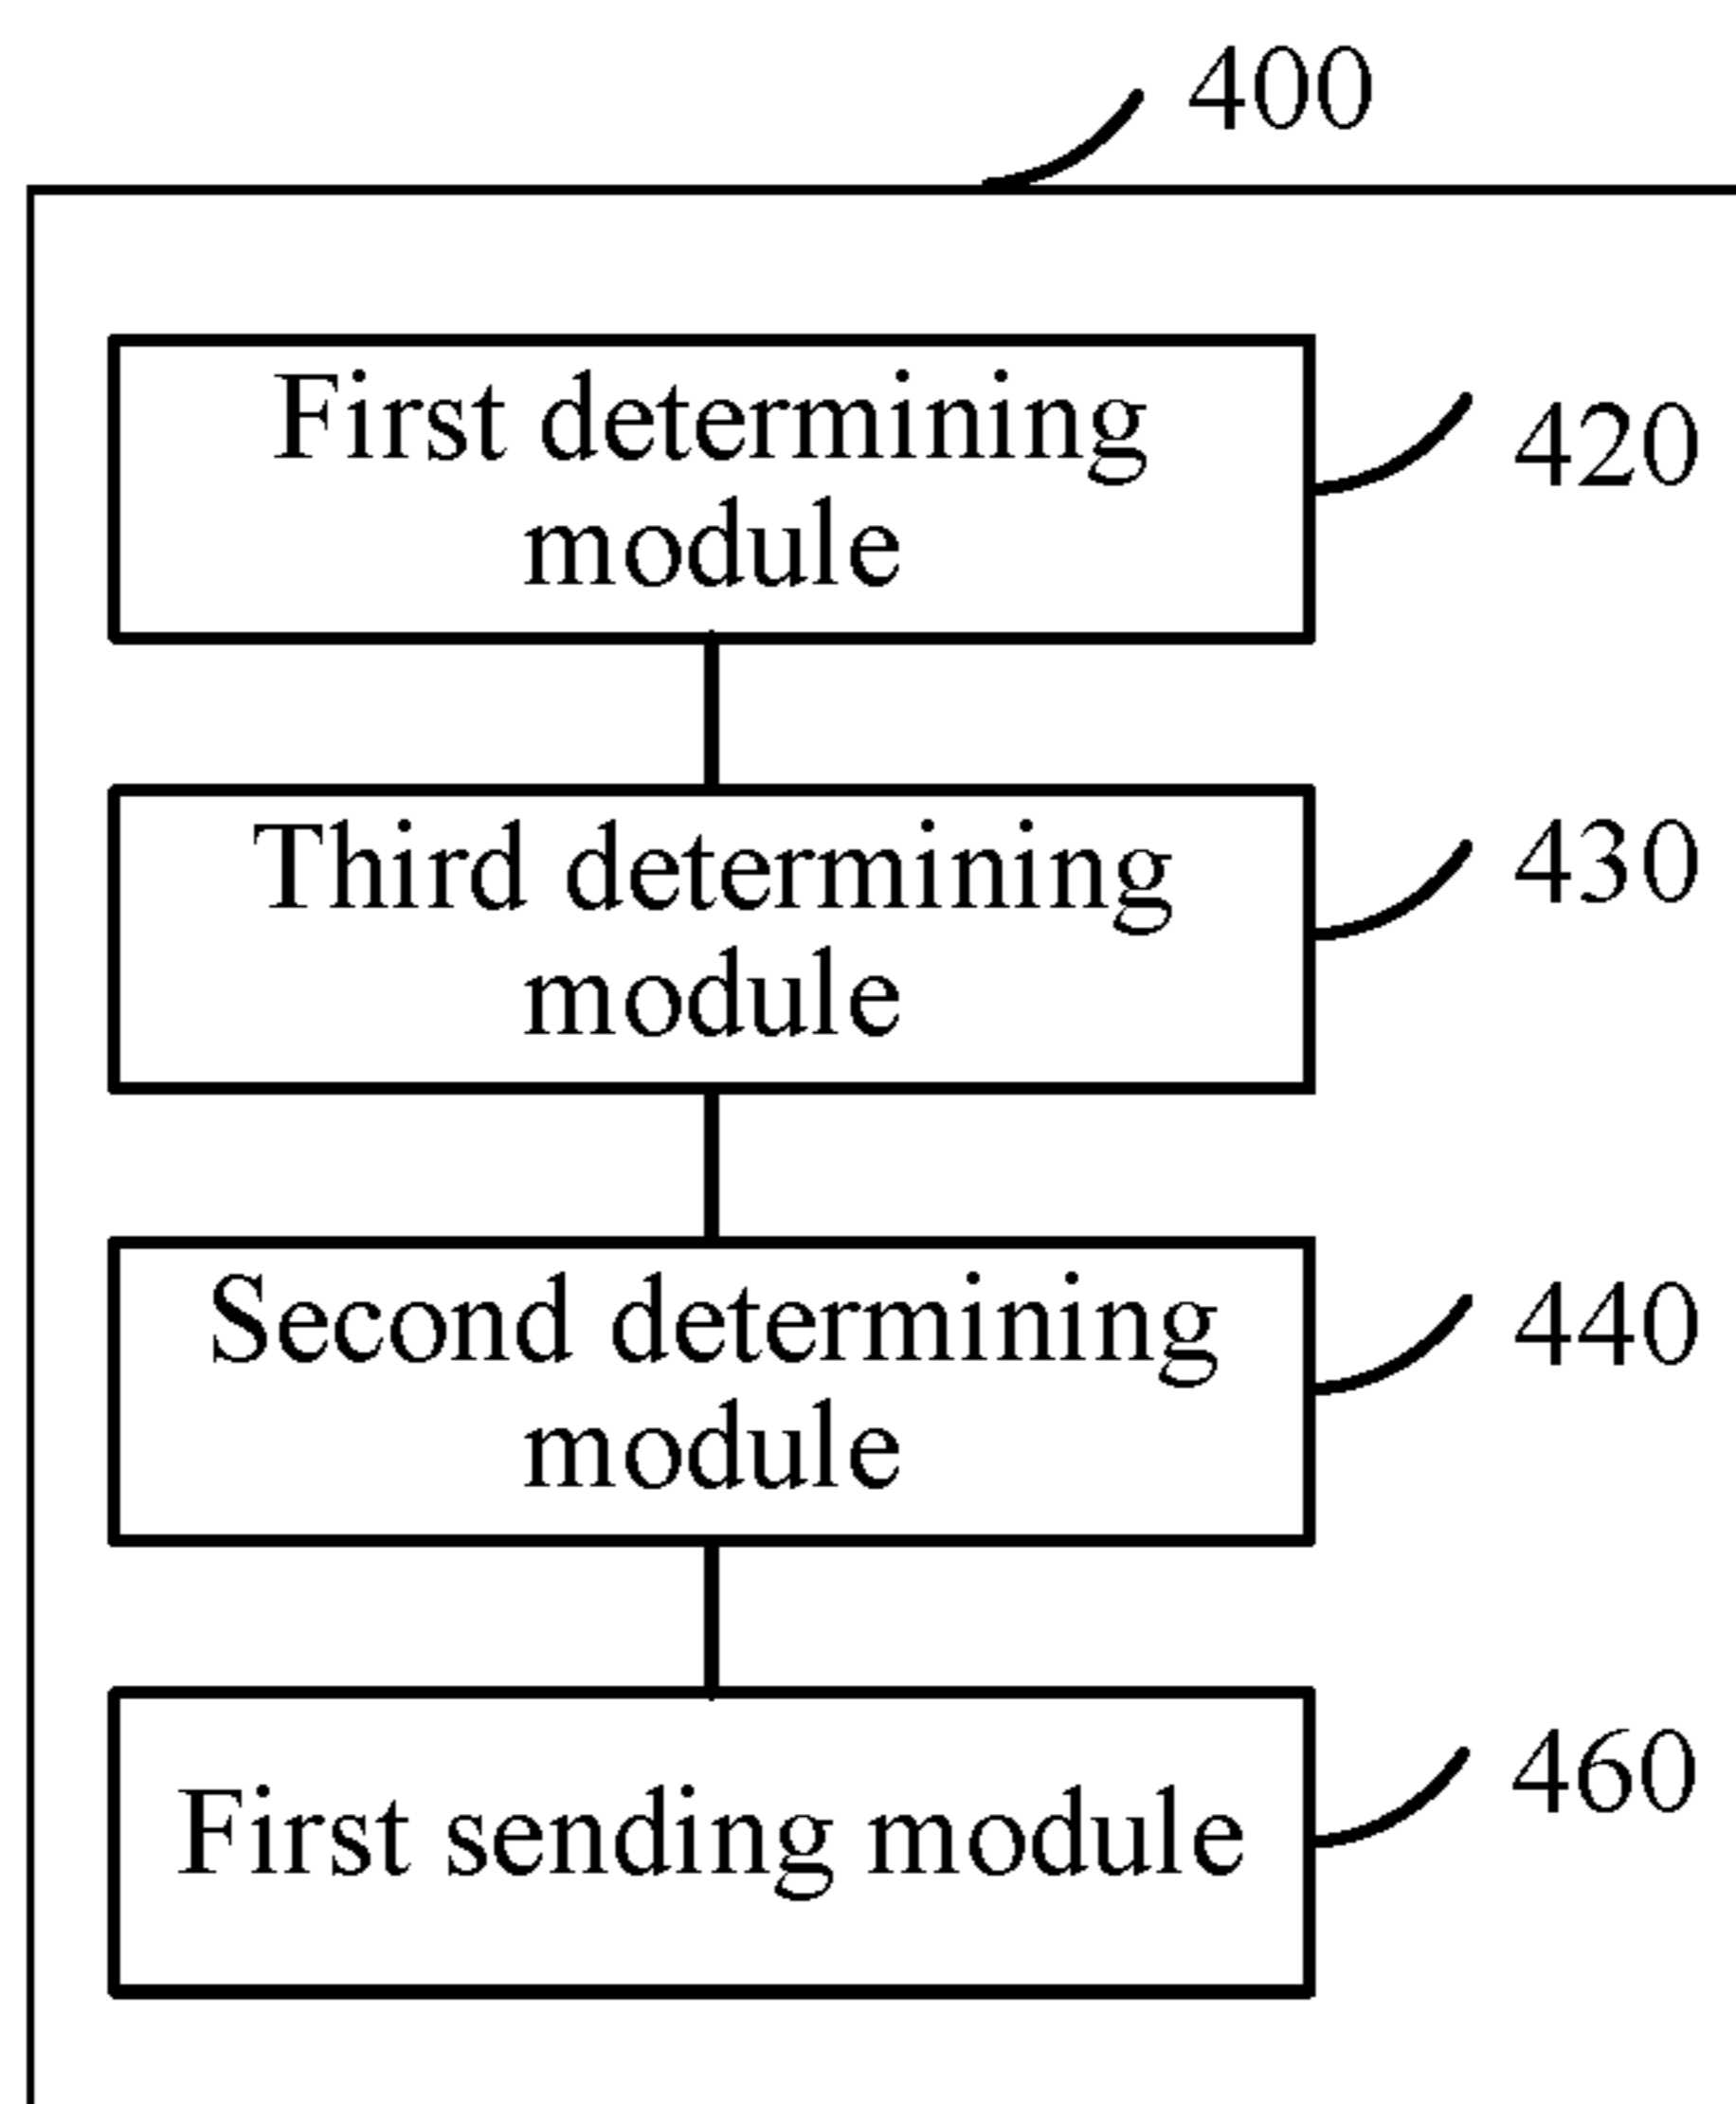 400
First determining
module
420
Third determining
module
430
Second determining
module
440
First sending module
460